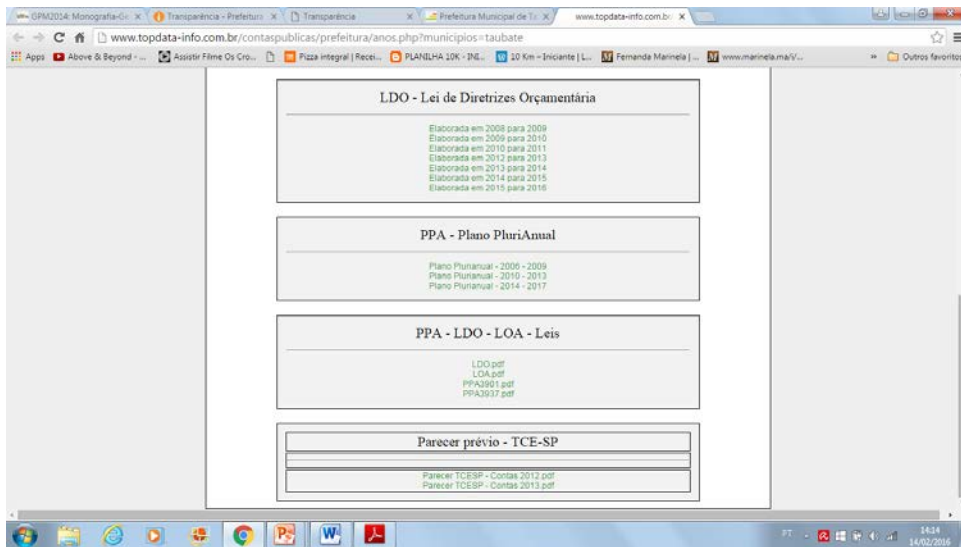 GPM2014: Monografia-Ge
Transparência - Prefeitura
Transparência
Prefeitura Municipal de Ta
www.topdata-info.com.br/
www.topdata-info.com.br/contaspublicas/prefeitura/anos.php?municipios=taubate
Apps
Above & Beyond - ...
Assistir Filme Os Cro...
Pizza integral | Recei...
PLANILHA 10K - INI...
10 Km – Iniciante | L...
Fernanda Marinela | ...
www.marinela.ma/V...
Outros favoritos
LDO - Lei de Diretrizes Orçamentária
Elaborada em 2008 para 2009
Elaborada em 2009 para 2010
Elaborada em 2010 para 2011
Elaborada em 2012 para 2013
Elaborada em 2013 para 2014
Elaborada em 2014 para 2015
Elaborada em 2015 para 2016
PPA - Plano PluriAnual
Plano Plurianual - 2006 - 2009
Plano Plurianual - 2010 - 2013
Plano Plurianual - 2014 - 2017
PPA - LDO - LOA - Leis
LDO.pdf
LOA.pdf
PPA3901.pdf
PPA3937.pdf
Parecer prévio - TCE-SP
Parecer TCESP - Contas 2012.pdf
Parecer TCESP - Contas 2013.pdf
PT
14:14
14/02/2016